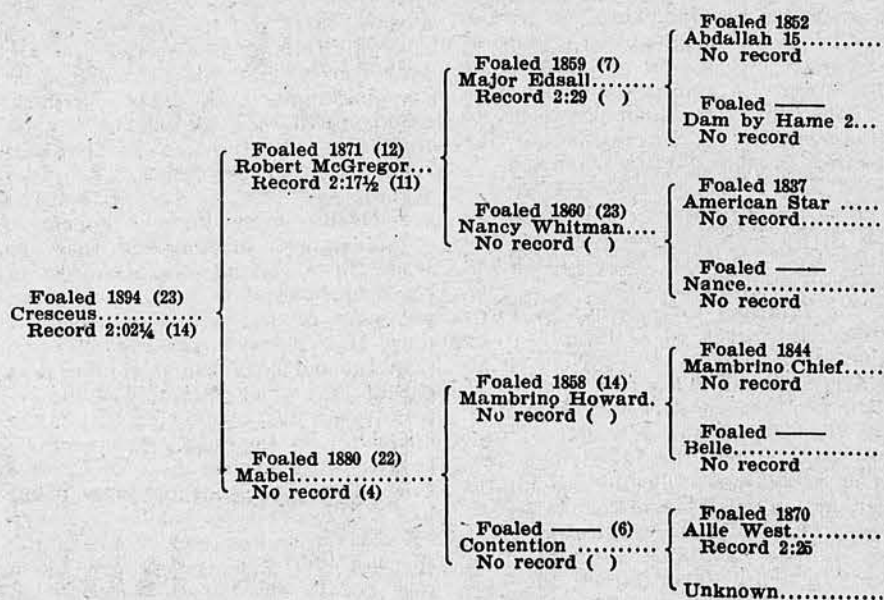 Foaled 1894 (23)
Cresceus..............
Record 2:02¼ (14)
Foaled 1871 (12)
Robert McGregor...
Record 2:17½ (11)
Foaled 1880 (22)
Mabel...................
No record (4)
Foaled 1859 (7)
Major Edsall.........
Record 2:29 ( )
Foaled 1860 (23)
Nancy Whitman....
No record ( )
Foaled 1858 (14)
Mambrino Howard.
No record ( )
Foaled —— (6)
Contention ..........
No record ( )
Foaled 1852
Abdallah 15..........
No record
Foaled ——
Dam by Hame 2...
No record
Foaled 1837
American Star .....
No record..........
Foaled ——
Nance.................
No record
Foaled 1844
Mambrino Chief.....
No record
Foaled ——
Belle..................
No record
Foaled 1870
Allie West............
Record 2:25
Unknown..............